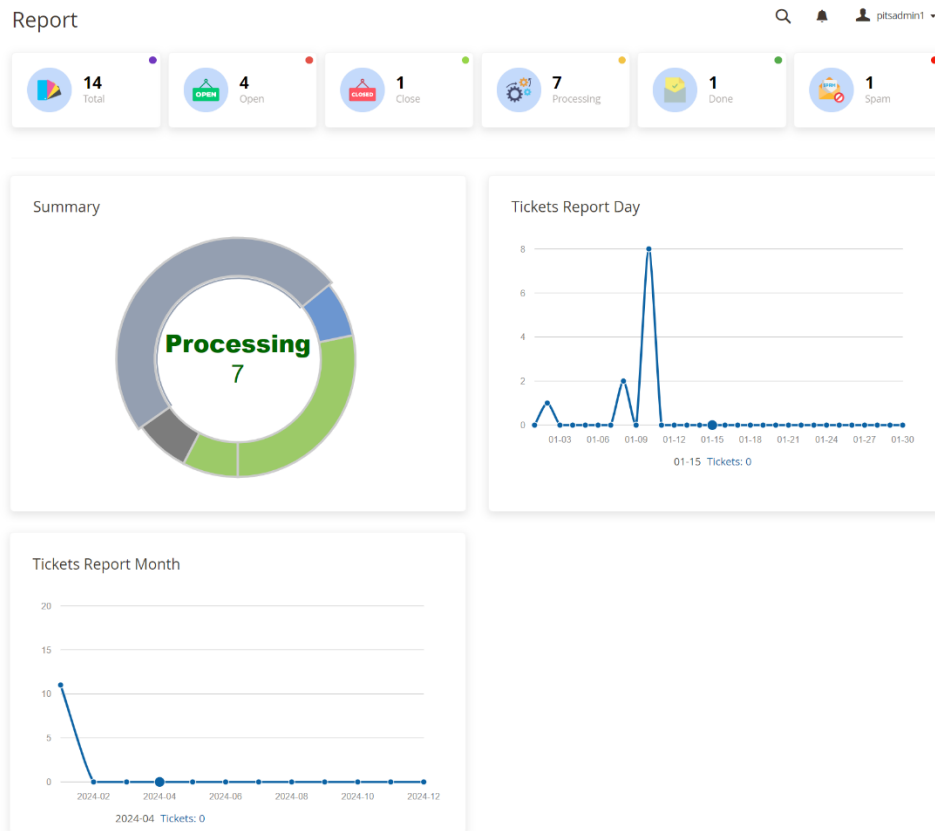 Report
pitsadmin1
14
Total
4
Open
OPEN
1
Close
CLOSED
7
Processing
1
Done
1
Spam
Summary
Processing
7
Tickets Report Day
8
6
4
2
0
01-03 01-06 01-09 01-12 01-15 01-18 01-21 01-24 01-27 01-30
01-15 Tickets: 0
Tickets Report Month
20
15
10
5
0
2024-02 2024-04 2024-06 2024-08 2024-10 2024-12
2024-04 Tickets: 0